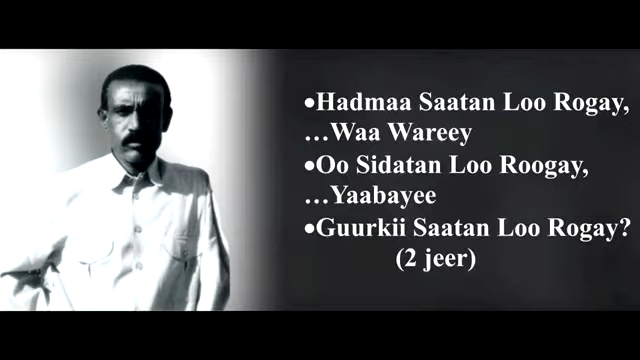 •Hadmaa Saatan Loo Rogay,
...Waa Wareey
•Oo Sidatan Loo Roogay,
...Yaabayee
•Guurkii Saatan Loo Rogay?
(2 jeer)